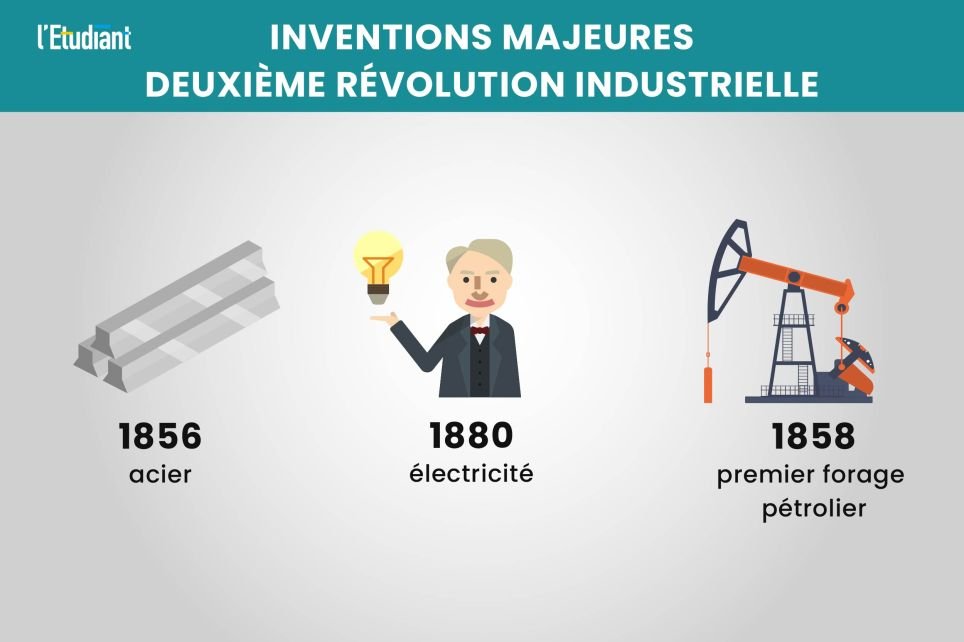 l'Etudiant
INVENTIONS MAJEURES
DEUXIÈME RÉVOLUTION INDUSTRIELLE
1856
acier
1880
électricité
1858
premier forage
pétrolier